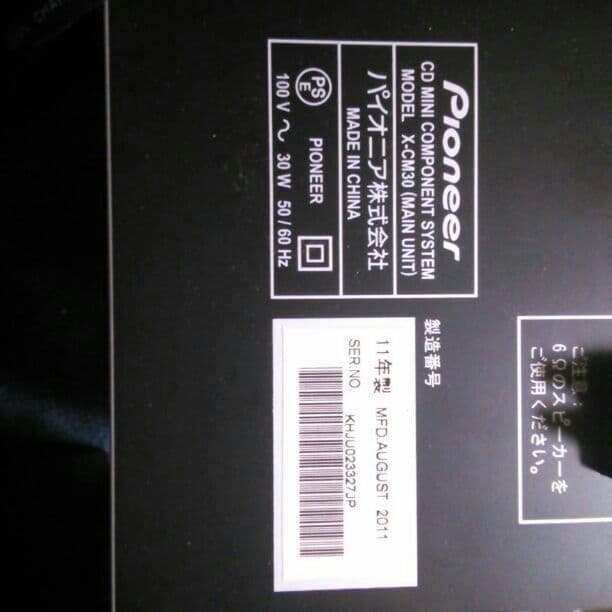 Pioneer
CD MINI COMPONENT SYSTEM
MODEL X-CM30 (MAIN UNIT)
パイオニア株式会社
MADE IN CHINA
PS
E
PIONEER
100 V 〜 30 W 50 / 60 Hz
製造番号
11年製 MFD.AUGUST 2011
SER.NO KHJU023327JP
ご注意:
6Ωのスピーカーを
ご使用ください。